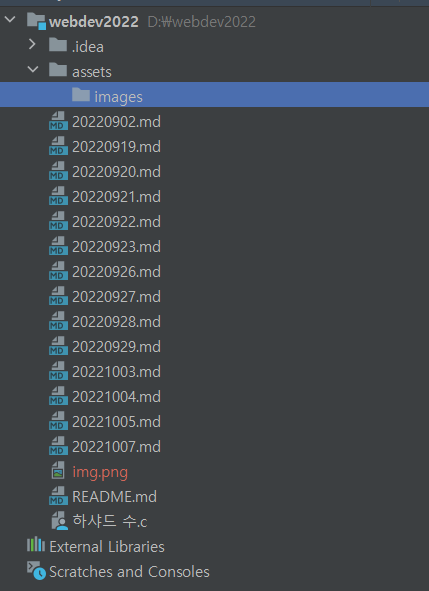 webdev2022 D:₩webdev2022
.idea
assets
images
MD 20220902.md
MD 20220919.md
MD 20220920.md
MD 20220921.md
MD 20220922.md
MD 20220923.md
MD 20220926.md
MD 20220927.md
MD 20220928.md
MD 20220929.md
MD 20221003.md
MD 20221004.md
MD 20221005.md
MD 20221007.md
img.png
MD README.md
하샤드 수.c
External Libraries
Scratches and Consoles